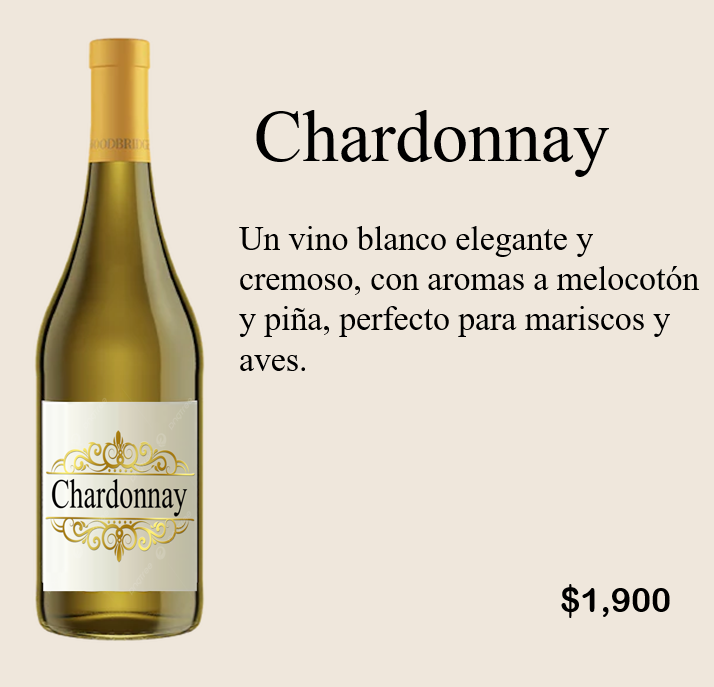 Chardonnay
Un vino blanco elegante y
cremoso, con aromas a melocotón
y piña, perfecto para mariscos y
aves.
Chardonnay
$1,900